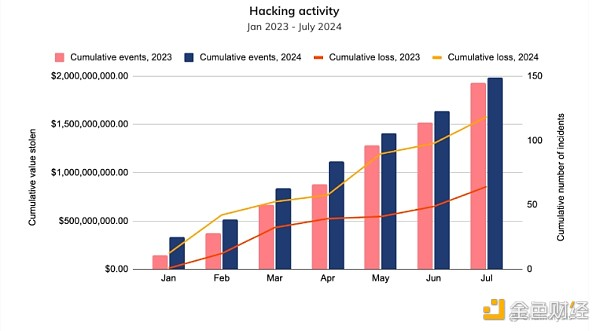 Hacking activity
Jan 2023 - July 2024
Cumulative events, 2023 Cumulative events, 2024 Cumulative loss, 2023 Cumulative loss, 2024
$2,000,000,000.00
$1,500,000,000.00
$1,000,000,000.00
$500,000,000.00
$0.00
Cumulative value stolen
150
100
50
0
Cumulative number of incidents
Jan Feb Mar Apr May Jun Jul
金色财经